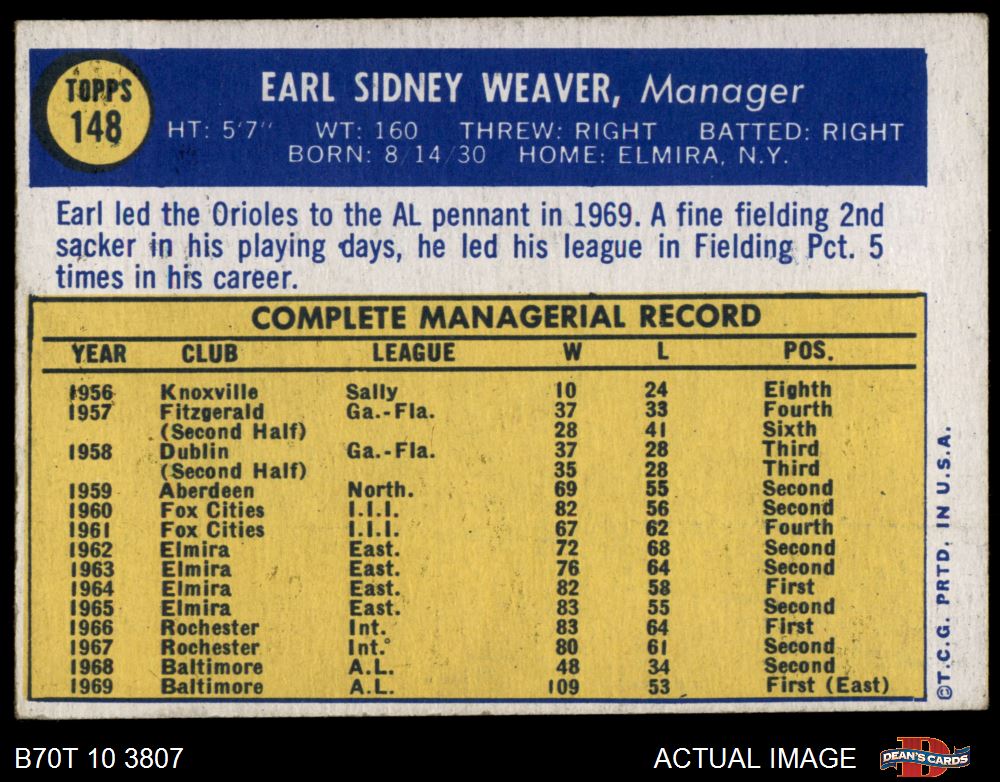 TOPPS
148
EARL SIDNEY WEAVER, Manager
HT: 5'7" WT: 160 THREW: RIGHT BATTED: RIGHT
BORN: 8/14/30 HOME: ELMIRA, N.Y.
Earl led the Orioles to the AL pennant in 1969. A fine fielding 2nd
sacker in his playing days, he led his league in Fielding Pct. 5
times in his career.
COMPLETE MANAGERIAL RECORD
YEAR CLUB LEAGUE W L POS.
1956 Knoxville Sally 10 24 Eighth
1957 Fitzgerald Ga.-Fla. 37 33 Fourth
(Second Half) 28 41 Sixth
1958 Dublin Ga.-Fla. 37 28 Third
(Second Half) 35 28 Third
1959 Aberdeen North. 69 55 Second
1960 Fox Cities I.I.I. 82 56 Second
1961 Fox Cities I.I.I. 67 62 Fourth
1962 Elmira East. 72 68 Second
1963 Elmira East. 76 64 Second
1964 Elmira East. 82 58 First
1965 Elmira East. 83 55 Second
1966 Rochester Int. 83 64 First
1967 Rochester Int. 80 61 Second
1968 Baltimore A.L. 48 34 Second
1969 Baltimore A.L. 109 53 First (East)
©T.C.G. PRTD. IN U.S.A.
B70T 10 3807
ACTUAL IMAGE
D
DEAN'S CARDS